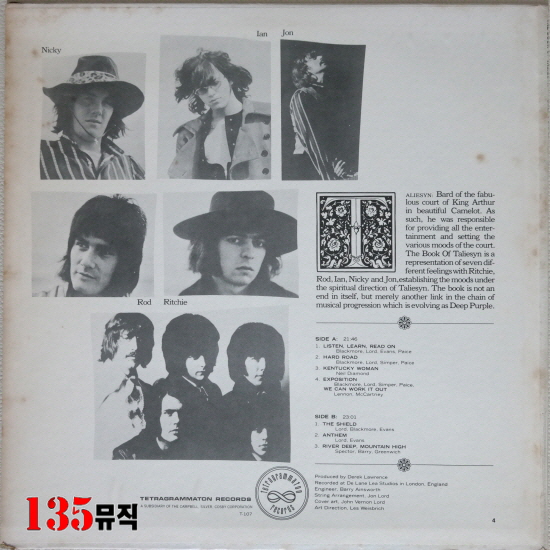 Ian Jon
Nicky
Rod Ritchie
T
ALIESYN: Bard of the fabu-
lous court of King Arthur
in beautiful Camelot. As
such, he was responsible
for providing all the enter-
tainment and setting the
various moods of the court.
The Book Of Taliesyn is a
representation of seven dif-
ferent feelings with Ritchie,
Rod, Ian, Nicky and Jon, establishing the moods under
the spiritual direction of Taliesyn. The book is not an
end in itself, but merely another link in the chain of
musical progression which is evolving as Deep Purple.
SIDE A: 21:46
1. LISTEN, LEARN, READ ON
Blackmore, Lord, Evans, Paice
2. HARD ROAD
Blackmore, Lord, Simper, Paice
3. KENTUCKY WOMAN
Neil Diamond
4. EXPOSITION
Blackmore, Lord, Simper, Paice,
WE CAN WORK IT OUT
Lennon, McCartney
SIDE B: 23:01
1. THE SHIELD
Lord, Blackmore, Evans
2. ANTHEM
Lord, Evans
3. RIVER DEEP, MOUNTAIN HIGH
Spector, Barry, Greenwich
Produced by Derek Lawrence
Recorded at De Lane Lea Studios in London, England
Engineer, Barry Ainsworth
String Arrangement, Jon Lord
Cover art: John Vernon Lord
Art Direction, Les Weisbrich
TETRAGRAMMATON RECORDS
A SUBSIDIARY OF THE CAMPBELL, SILVER, COSBY CORPORATION
T-107
tetragrammaton
records
4
135뮤직